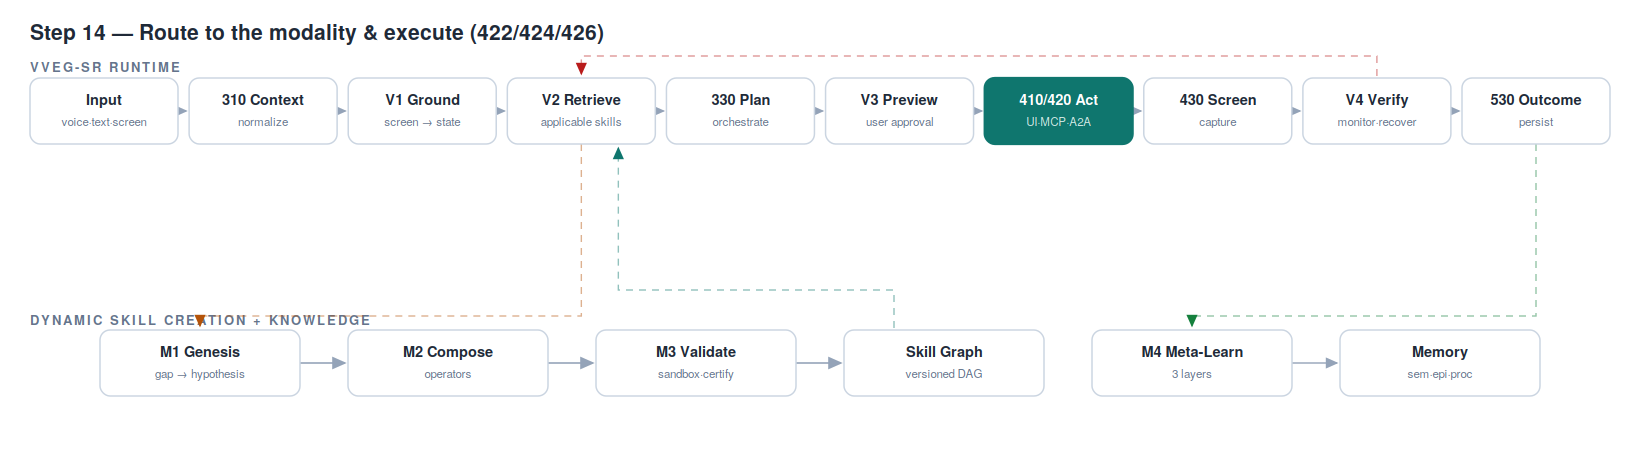 Step 14 — Route to the modality & execute (422/424/426)
VVEG-SR RUNTIME
Input
voice·text·screen
310 Context
normalize
V1 Ground
screen → state
V2 Retrieve
applicable skills
330 Plan
orchestrate
V3 Preview
user approval
410/420 Act
UI·MCP·A2A
430 Screen
capture
V4 Verify
monitor·recover
530 Outcome
persist
DYNAMIC SKILL CREATION + KNOWLEDGE
M1 Genesis
gap → hypothesis
M2 Compose
operators
M3 Validate
sandbox·certify
Skill Graph
versioned DAG
M4 Meta-Learn
3 layers
Memory
sem·epi·proc